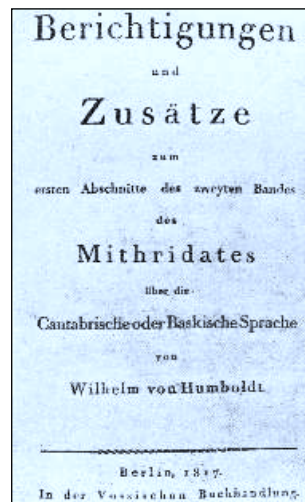 Berichtigungen
und
Zusätze
zum
ersten Abschnitte des zweyten Bandes
des
Mithridates
über die
Cantabrische oder Baskische Sprache
von
Wilhelm von Humboldt
Berlin, 1817.
In der Vossischen Buchhandlung